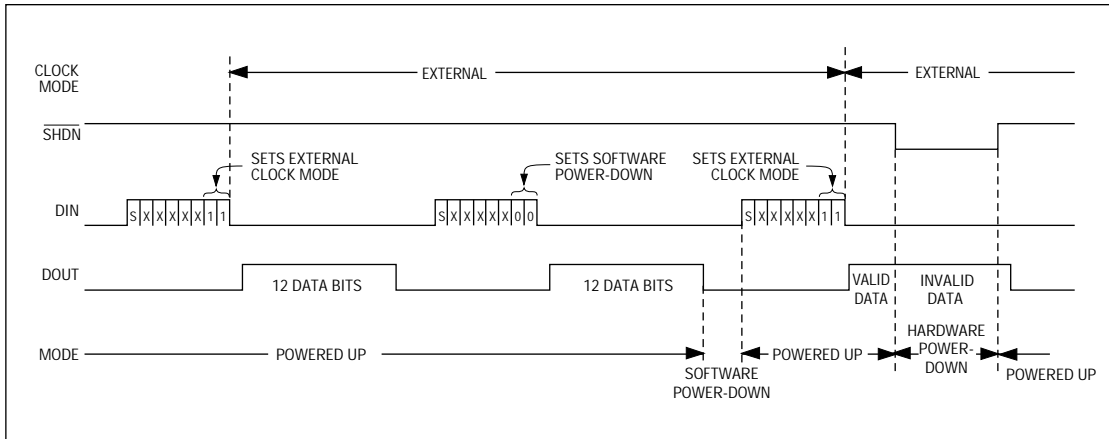 CLOCK
MODE
EXTERNAL
EXTERNAL
SHDN
SETS EXTERNAL
CLOCK MODE
SETS SOFTWARE
POWER-DOWN
SETS EXTERNAL
CLOCK MODE
DIN
S X X X X X 1 1
S X X X X X 0 0
S X X X X X 1 1
DOUT
12 DATA BITS
12 DATA BITS
VALID
DATA
INVALID
DATA
MODE
POWERED UP
SOFTWARE
POWER-DOWN
POWERED UP
HARDWARE
POWER-
DOWN
POWERED UP